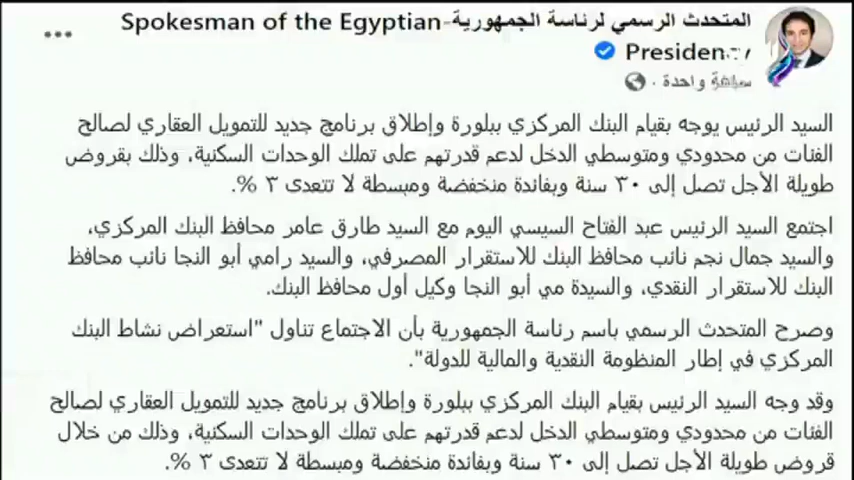 المتحدث الرسمي لرئاسة الجمهورية-Spokesman of the Egyptian
Presidency
ساعة واحدة ·
السيد الرئيس يوجه بقيام البنك المركزي ببلورة وإطلاق برنامج جديد للتمويل العقاري لصالح
الفئات من محدودي ومتوسطي الدخل لدعم قدرتهم على تملك الوحدات السكنية، وذلك بقروض
طويلة الأجل تصل إلى ٣٠ سنة وبفائدة منخفضة ومبسطة لا تتعدى ٣ %.
اجتمع السيد الرئيس عبد الفتاح السيسي اليوم مع السيد طارق عامر محافظ البنك المركزي،
والسيد جمال نجم نائب محافظ البنك للاستقرار المصرفي، والسيد رامي أبو النجا نائب محافظ
البنك للاستقرار النقدي، والسيدة مي أبو النجا وكيل أول محافظ البنك.
وصرح المتحدث الرسمي باسم رئاسة الجمهورية بأن الاجتماع تناول "استعراض نشاط البنك
المركزي في إطار المنظومة النقدية والمالية للدولة".
وقد وجه السيد الرئيس بقيام البنك المركزي ببلورة وإطلاق برنامج جديد للتمويل العقاري لصالح
الفئات من محدودي ومتوسطي الدخل لدعم قدرتهم على تملك الوحدات السكنية، وذلك من خلال
قروض طويلة الأجل تصل إلى ٣٠ سنة وبفائدة منخفضة ومبسطة لا تتعدى ٣ %.